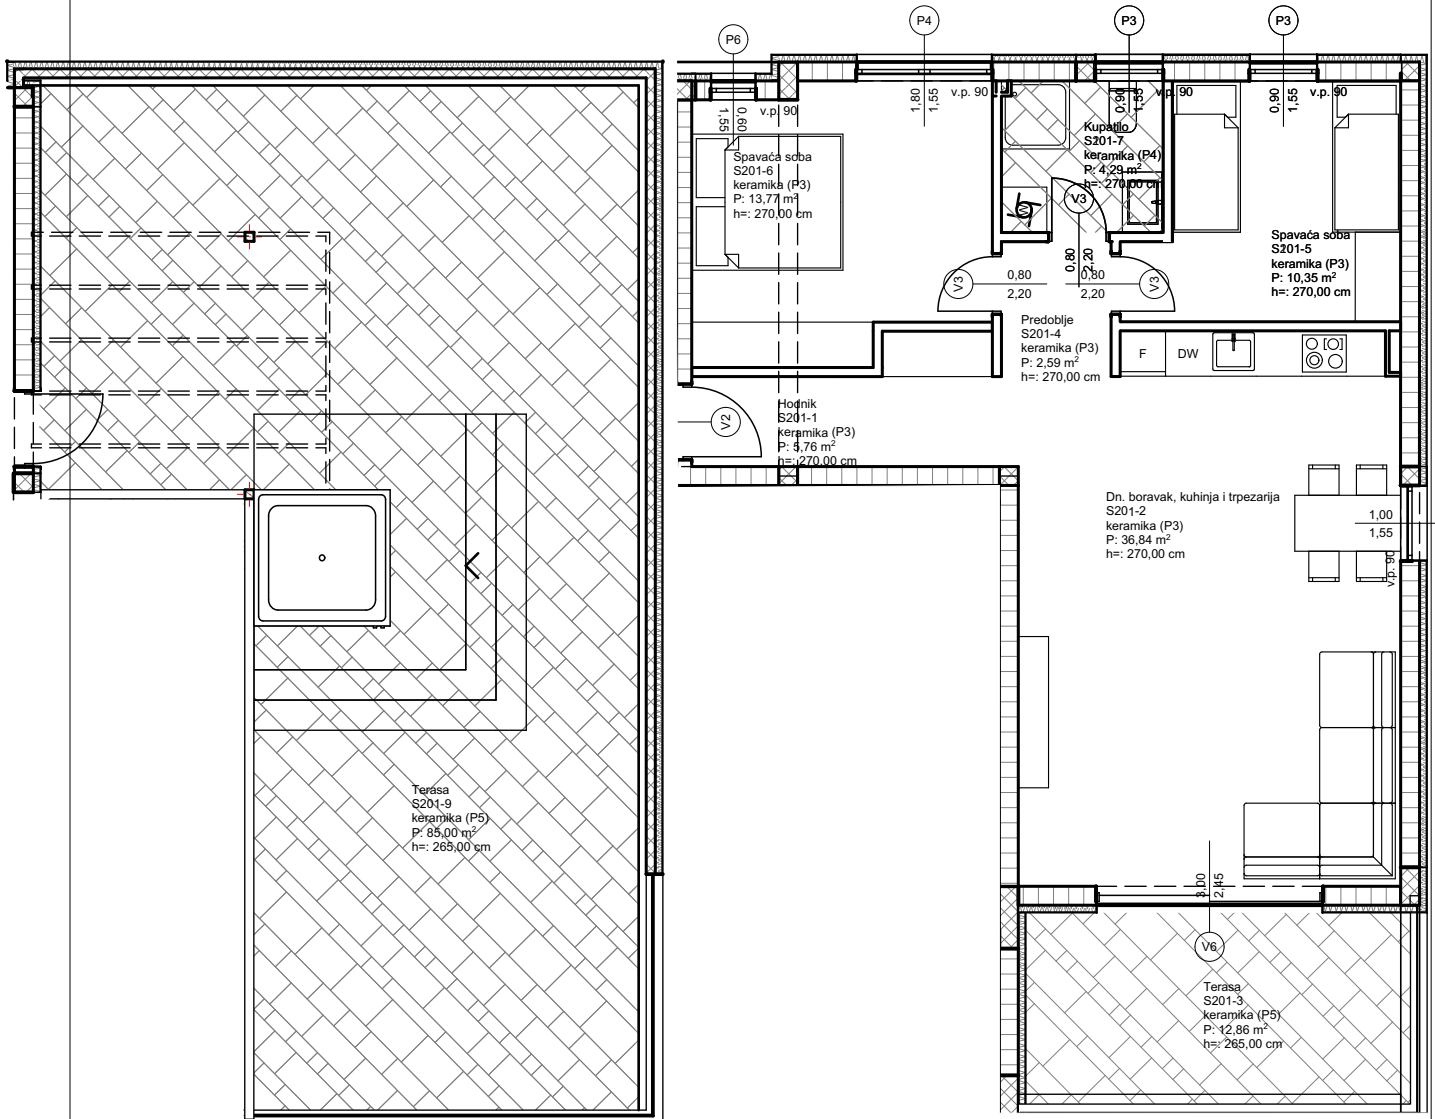 P6
P4
P3
P3
0,60
1,55
v.p. 90
1,80
1,55
v.p. 90
0,90
1,55
v.p. 90
0,90
1,55
v.p. 90
Spavaća soba
S201-6
keramika (P3)
P: 13,77 m²
h=: 270,00 cm
Kupatilo
S201-7
keramika (P4)
P: 4,29 m²
h=: 270,00 cm
W
V3
0,80
2,20
Spavaća soba
S201-5
keramika (P3)
P: 10,35 m²
h=: 270,00 cm
V3
0,80
2,20
0,80
2,20
V3
Predoblje
S201-4
keramika (P3)
P: 2,59 m²
h=: 270,00 cm
F
DW
V2
Hodnik
S201-1
keramika (P3)
P: 5,76 m²
h=: 270,00 cm
Dn. boravak, kuhinja i trpezarija
S201-2
keramika (P3)
P: 36,84 m²
h=: 270,00 cm
1,00
1,55
v.p. 90
Terasa
S201-9
keramika (P5)
P: 85,00 m²
h=: 265,00 cm
3,00
2,45
V6
Terasa
S201-3
keramika (P5)
P: 12,86 m²
h=: 265,00 cm